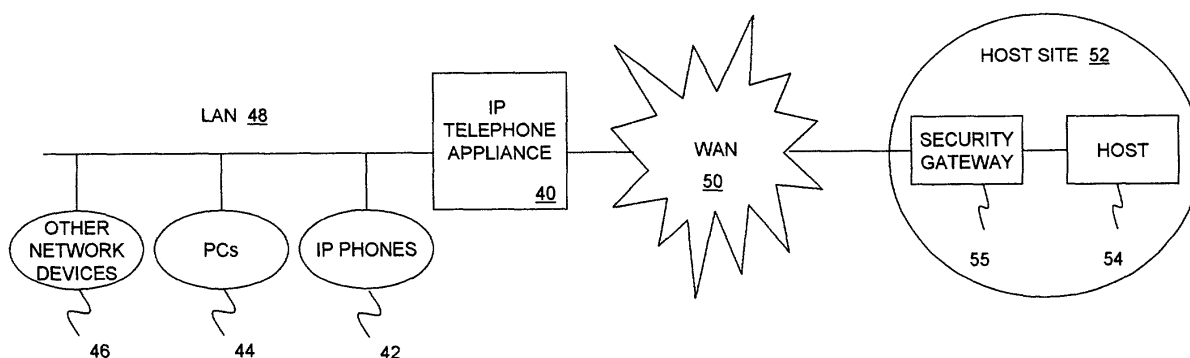 LAN 48
OTHER
NETWORK
DEVICES
46
PCs
44
IP PHONES
42
IP
TELEPHONE
APPLIANCE
40
WAN
50
HOST SITE 52
SECURITY
GATEWAY
55
HOST
54